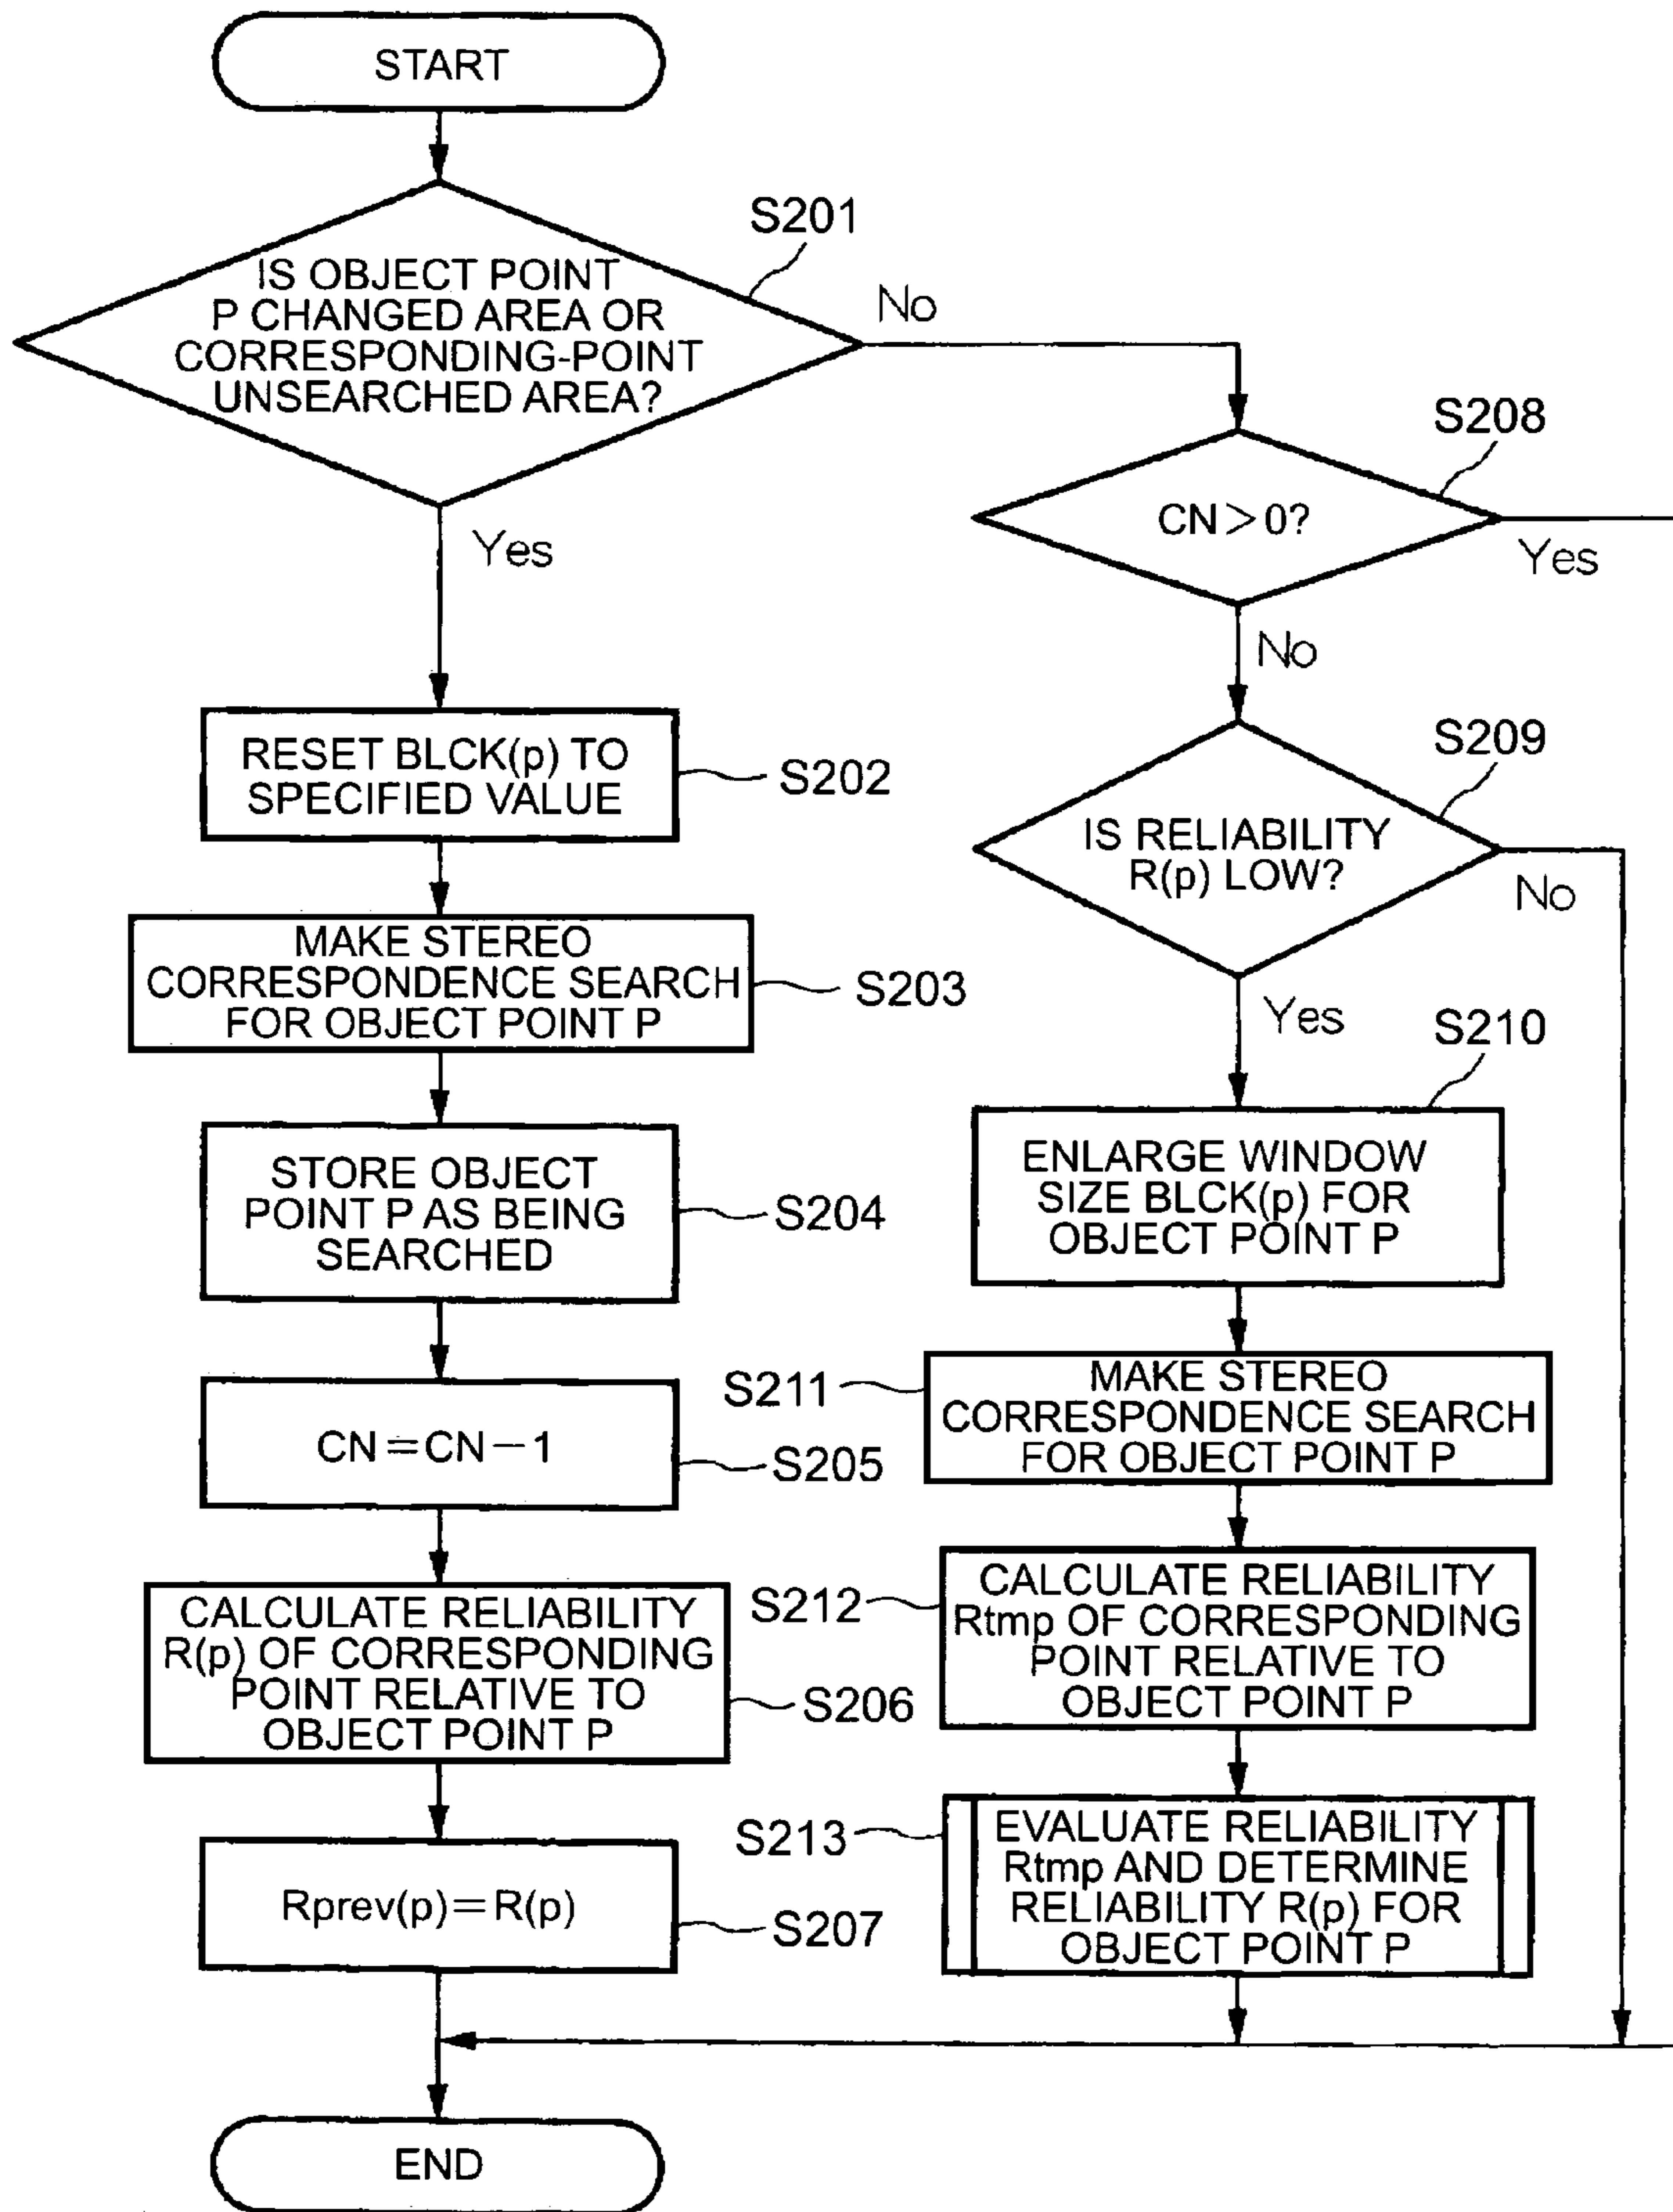 START
S201
IS OBJECT POINT
P CHANGED AREA OR
CORRESPONDING-POINT
UNSEARCHED AREA?
No
Yes
S202
RESET BLCK(p) TO
SPECIFIED VALUE
S203
MAKE STEREO
CORRESPONDENCE SEARCH
FOR OBJECT POINT P
S204
STORE OBJECT
POINT P AS BEING
SEARCHED
S205
CN=CN-1
S206
CALCULATE RELIABILITY
R(p) OF CORRESPONDING
POINT RELATIVE TO
OBJECT POINT P
S207
Rprev(p)=R(p)
S208
CN>0?
Yes
No
S209
IS RELIABILITY
R(p) LOW?
No
Yes
S210
ENLARGE WINDOW
SIZE BLCK(p) FOR
OBJECT POINT P
S211
MAKE STEREO
CORRESPONDENCE SEARCH
FOR OBJECT POINT P
S212
CALCULATE RELIABILITY
Rtmp OF CORRESPONDING
POINT RELATIVE TO
OBJECT POINT P
S213
EVALUATE RELIABILITY
Rtmp AND DETERMINE
RELIABILITY R(p) FOR
OBJECT POINT P
END